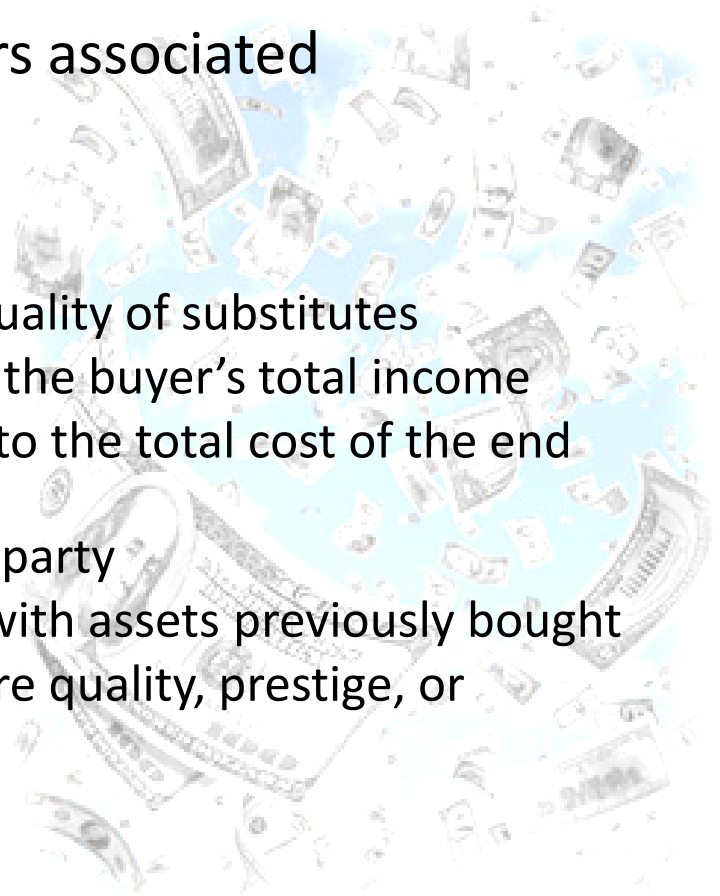 rs associated
uality of substitutes
the buyer’s total income
to the total cost of the end
party
with assets previously bought
re quality, prestige, or